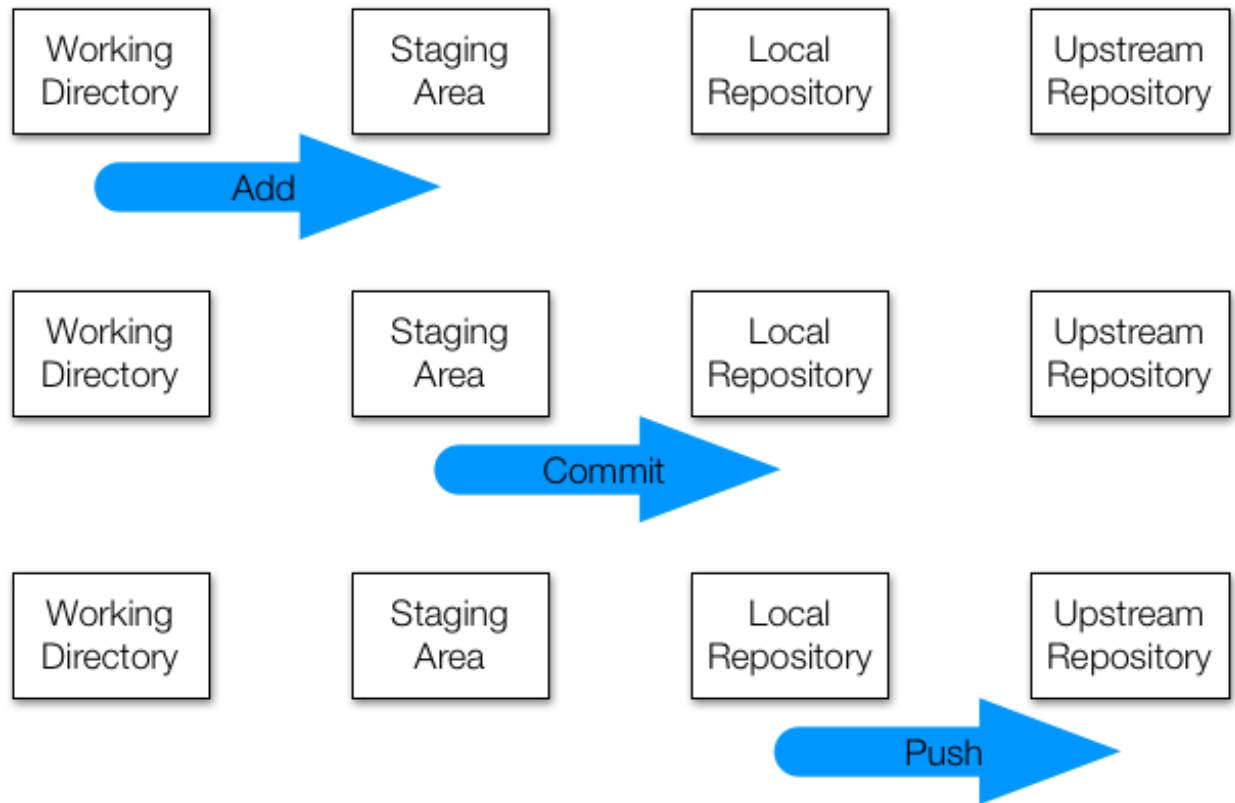 Working
Directory
Staging
Area
Local
Repository
Upstream
Repository
Add
Working
Directory
Staging
Area
Local
Repository
Upstream
Repository
Commit
Working
Directory
Staging
Area
Local
Repository
Upstream
Repository
Push